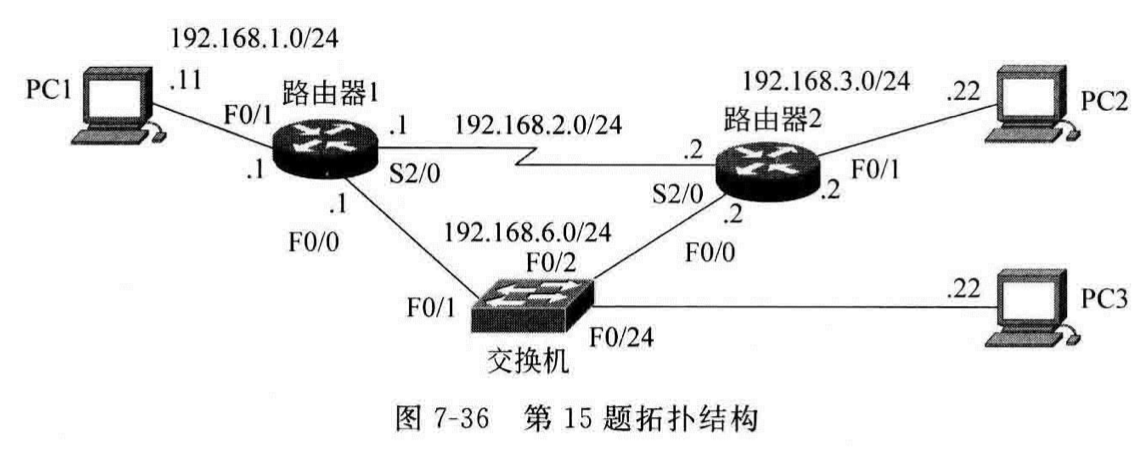 192.168.1.0/24
PC1
.11
F0/1
路由器1
.1
.1
S2/0
192.168.2.0/24
192.168.3.0/24
.22
PC2
路由器2
.2
F0/1
S2/0
.2
.2
.1
F0/0
192.168.6.0/24
F0/2
F0/0
F0/1
F0/24
交换机
.22
PC3
图 7-36 第 15 题拓扑结构